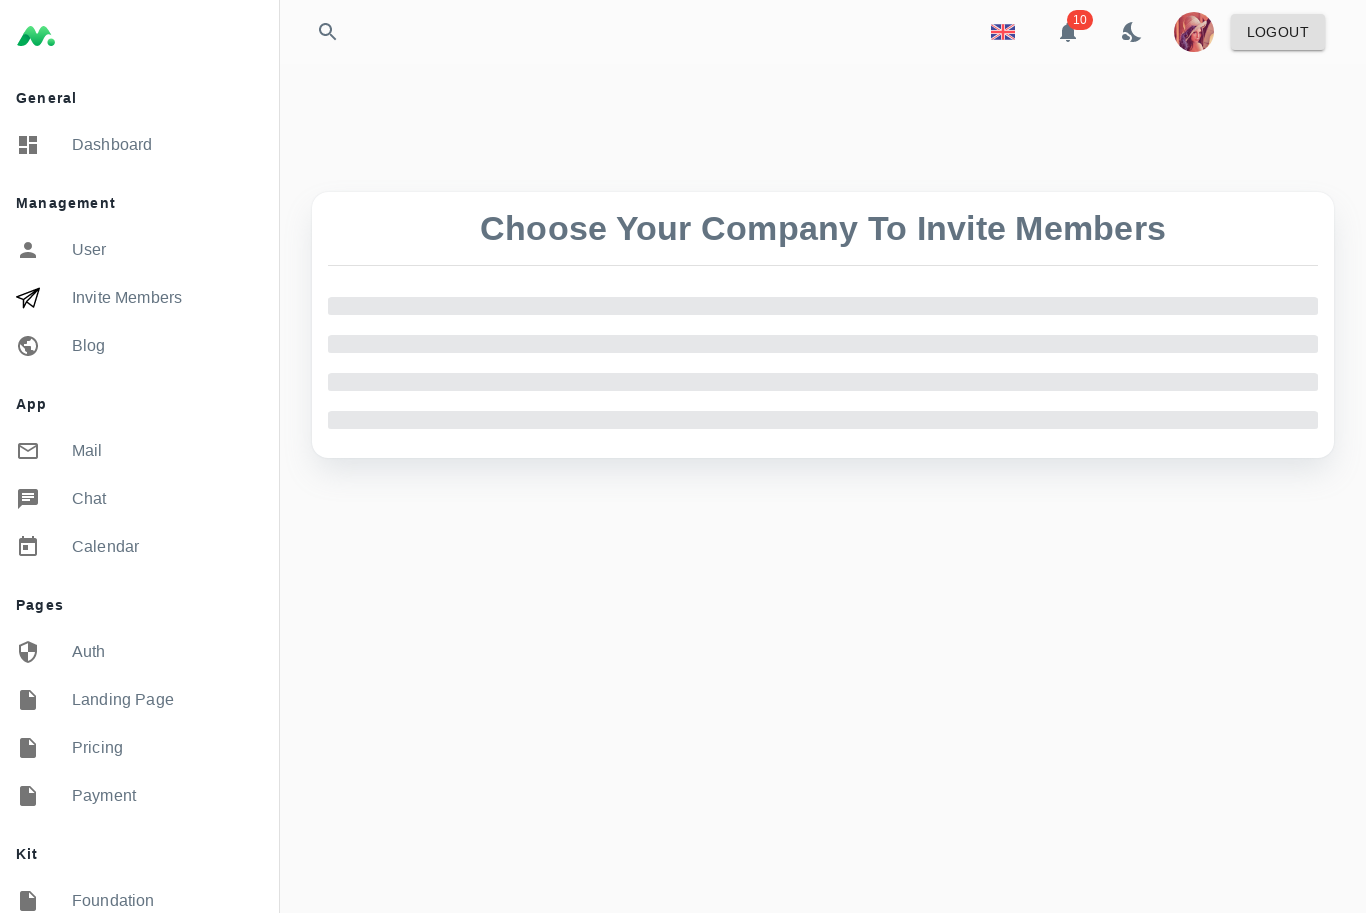 10
LOGOUT
General
Dashboard
Management
User
Invite Members
Blog
App
Mail
Chat
Calendar
Pages
Auth
Landing Page
Pricing
Payment
Kit
Foundation
Choose Your Company To Invite Members